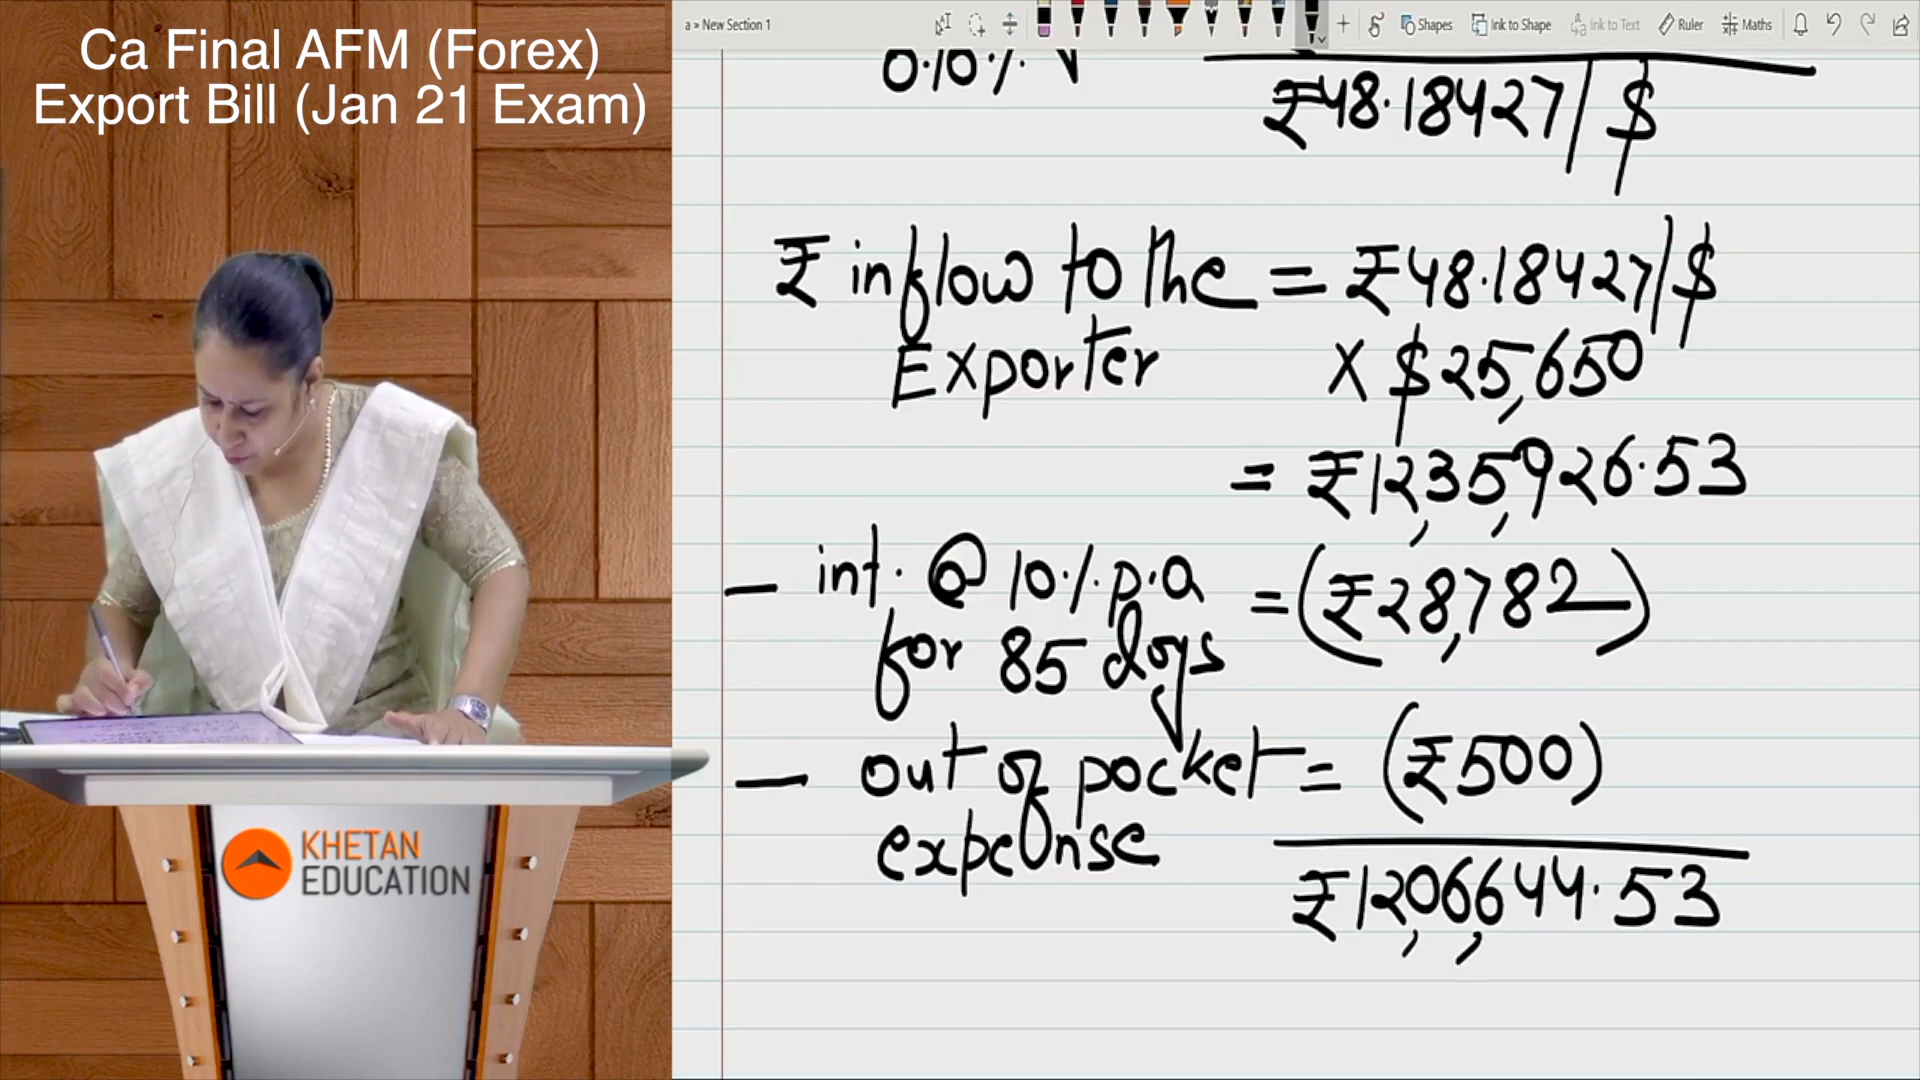 Ca Final AFM (Forex)
Export Bill (Jan 21 Exam)
a » New Section 1
Shapes
Ink to Shape
Ink to Text
Ruler
Maths
0.10%
₹48.18427/$
₹ inflow to the = ₹48.18427/$
Exporter × $25,650
= ₹12,35,926.53
— int. @ 10% p.a = (₹28,782)
for 85 days
— out of pocket = (₹500)
expense
₹12,06,644.53
KHETAN
EDUCATION